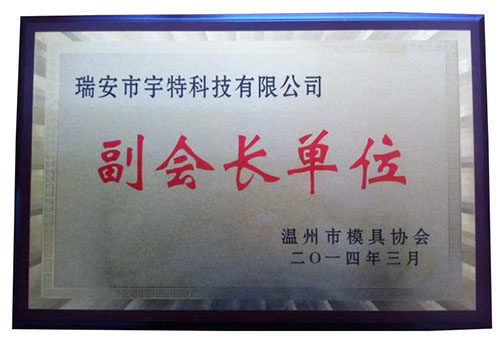 瑞安市宇特科技有限公司
副会长单位
温州市模具协会
二〇一四年三月